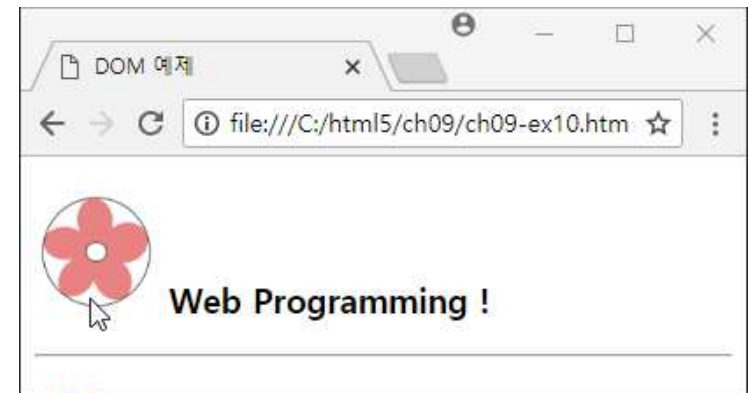 DOM 예제
file:///C:/html5/ch09/ch09-ex10.htm
Web Programming !